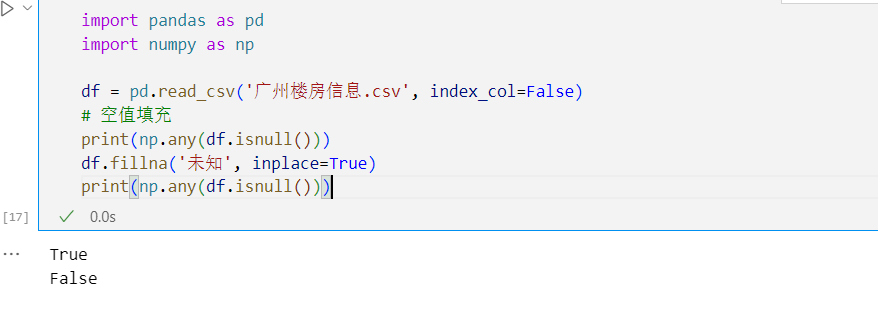 import pandas as pd
import numpy as np
df = pd.read_csv('广州楼房信息.csv', index_col=False)
# 空值填充
print(np.any(df.isnull()))
df.fillna('未知', inplace=True)
print(np.any(df.isnull()))
[17] 0.0s
... True
False